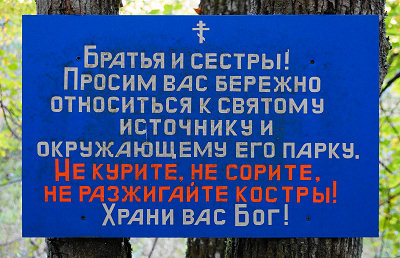 Братья и сестры!
Просим вас бережно
относиться к святому
источнику и
окружающему его парку.
Не курите, не сорите,
не разжигайте костры!
Храни вас Бог!